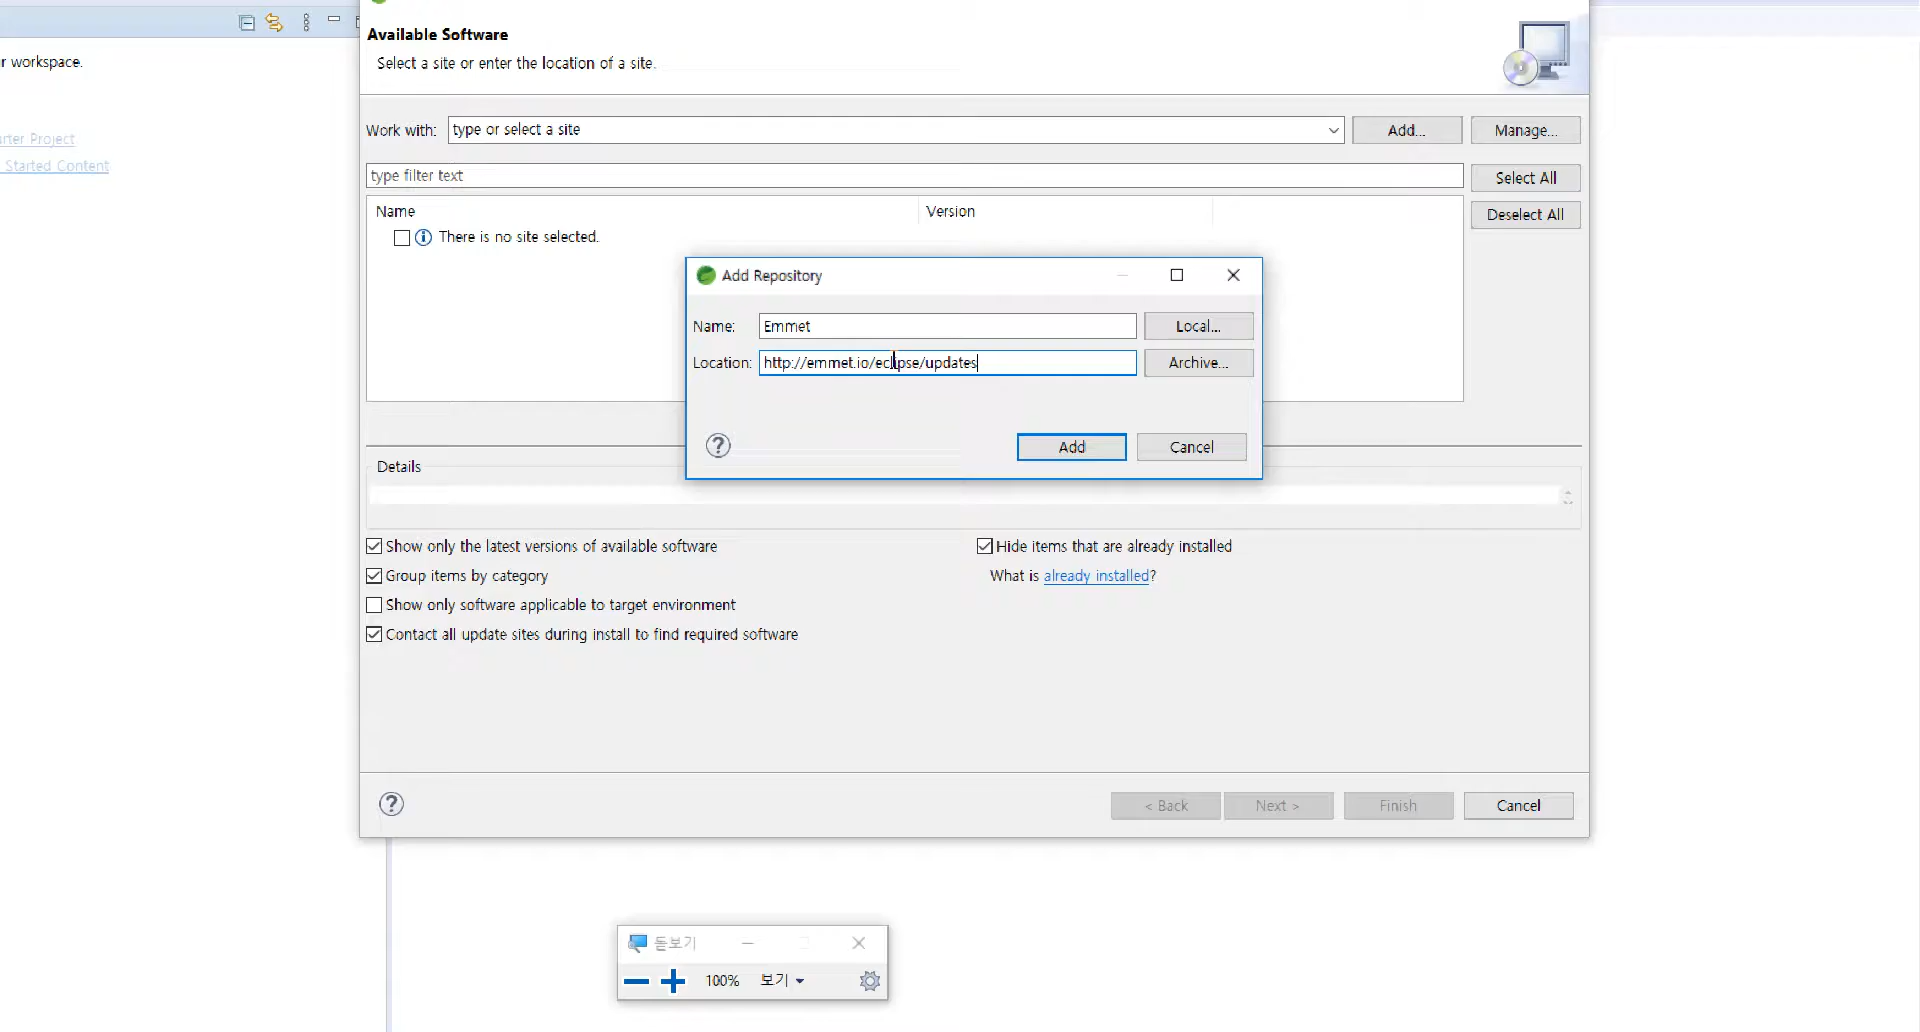 Available Software
Select a site or enter the location of a site.
r workspace.
Work with: type or select a site Add... Manage...
rter Project
Started Content
type filter text Select All
Name Version Deselect All
There is no site selected.
Add Repository
Name: Emmet Local...
Location: http://emmet.io/eclipse/updates Archive...
Add Cancel
Details
Show only the latest versions of available software Hide items that are already installed
Group items by category What is already installed?
Show only software applicable to target environment
Contact all update sites during install to find required software
< Back Next > Finish Cancel
돋보기
100% 보기